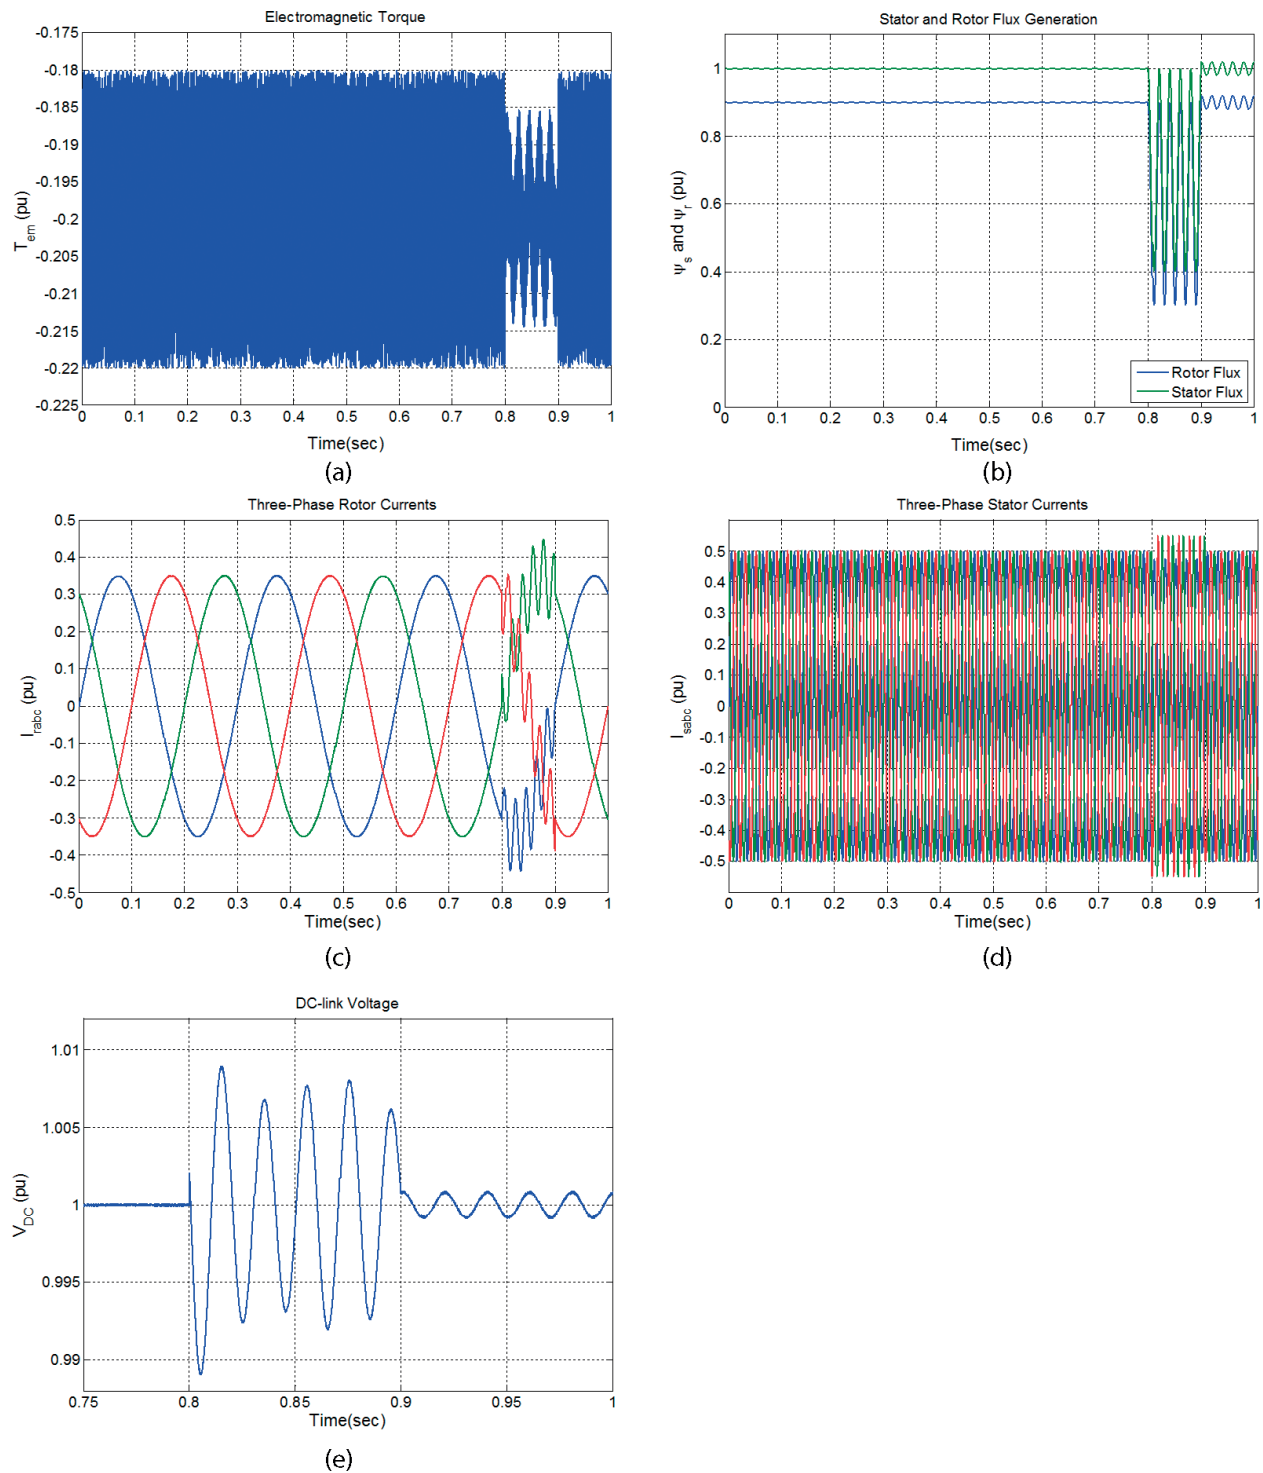 Electromagnetic Torque
-0.175
-0.18
-0.185
-0.19
-0.195
-0.2
-0.205
-0.21
-0.215
-0.22
-0.225
T_em (pu)
0 0.1 0.2 0.3 0.4 0.5 0.6 0.7 0.8 0.9 1
Time(sec)
(a)
Stator and Rotor Flux Generation
1
0.8
0.6
0.4
0.2
0
Ψ_s and Ψ_r (pu)
Rotor Flux
Stator Flux
0 0.1 0.2 0.3 0.4 0.5 0.6 0.7 0.8 0.9 1
Time(sec)
(b)
Three-Phase Rotor Currents
0.5
0.4
0.3
0.2
0.1
0
-0.1
-0.2
-0.3
-0.4
-0.5
I_rabc (pu)
0 0.1 0.2 0.3 0.4 0.5 0.6 0.7 0.8 0.9 1
Time(sec)
(c)
Three-Phase Stator Currents
0.5
0.4
0.3
0.2
0.1
0
-0.1
-0.2
-0.3
-0.4
-0.5
I_sabc (pu)
0 0.1 0.2 0.3 0.4 0.5 0.6 0.7 0.8 0.9 1
Time(sec)
(d)
DC-link Voltage
1.01
1.005
1
0.995
0.99
V_DC (pu)
0.75 0.8 0.85 0.9 0.95 1
Time(sec)
(e)